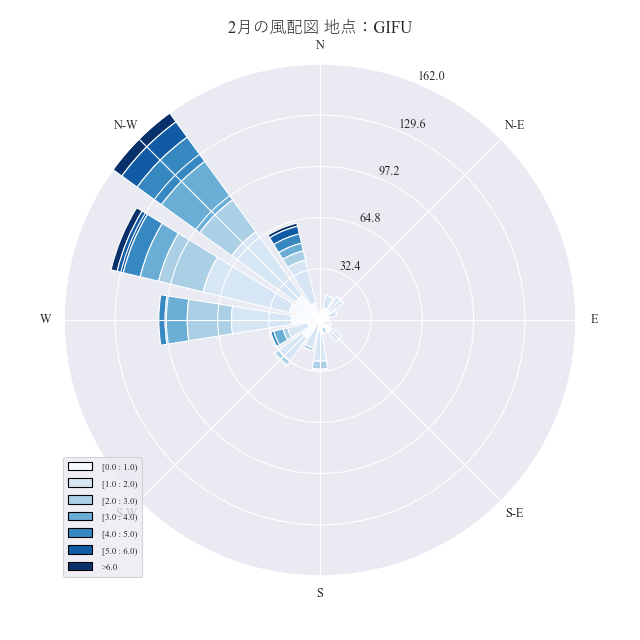 2月の風配図 地点：GIFU
N
162.0
N-W
N-E
129.6
97.2
64.8
32.4
W
E
[0.0 : 1.0)
[1.0 : 2.0)
[2.0 : 3.0)
[3.0 : 4.0)
[4.0 : 5.0)
[5.0 : 6.0)
>6.0
S-W
S-E
S